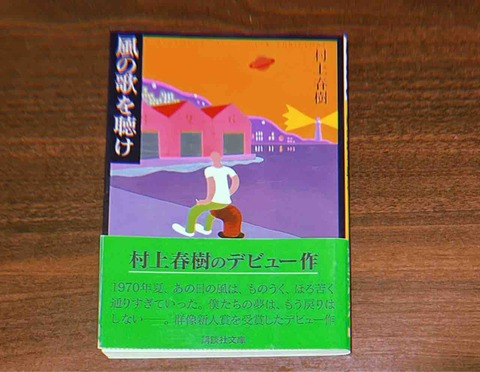 風の歌を聴け
村上春樹
村上春樹のデビュー作
1970年夏、あの日の風は、ものうく、ほろ苦く
通りすぎていった。僕たちの夢は、もう戻りは
しない——。群像新人賞を受賞したデビュー作
講談社文庫